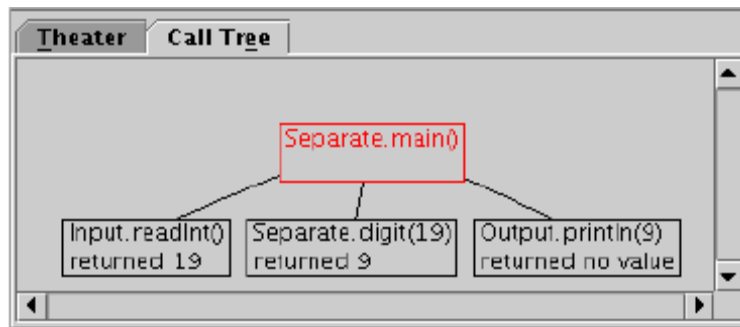 Theater Call Tree
Separate.main()
Input.readInt() Separate.digit(19) Output.println(9)
returned 19 returned 9 returned no value